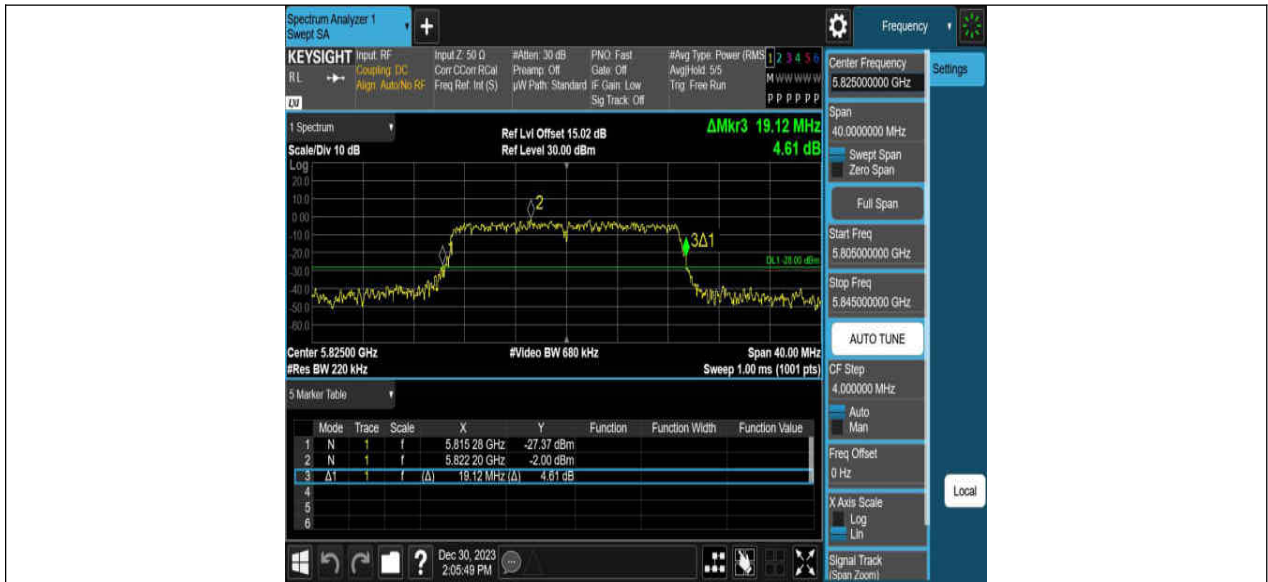 Spectrum Analyzer 1
Swept SA
+
Frequency
KEYSIGHT
RL
LXI
Input: RF
Coupling: DC
Align: Auto/No RF
Input Z: 50 Ω
Corr CCorr RCal
Freq Ref: Int (S)
#Atten: 30 dB
Preamp: Off
µW Path: Standard
PNO: Fast
Gate: Off
IF Gain: Low
Sig Track: Off
#Avg Type: Power (RMS
Avg|Hold: 5/5
Trig: Free Run
1 2 3 4 5 6
M W W W W W
P P P P P P
Center Frequency
5.825000000 GHz
Settings
Span
40.0000000 MHz
Swept Span
Zero Span
Full Span
Start Freq
5.805000000 GHz
Stop Freq
5.845000000 GHz
AUTO TUNE
CF Step
4.000000 MHz
Auto
Man
Freq Offset
0 Hz
X Axis Scale
Log
Lin
Signal Track
(Span Zoom)
Local
1 Spectrum
Scale/Div 10 dB
Ref Lvl Offset 15.02 dB
Ref Level 30.00 dBm
ΔMkr3 19.12 MHz
4.61 dB
Log
20.0
10.0
0.00
-10.0
-20.0
-30.0
-40.0
-50.0
-60.0
2
3Δ1
DL1 -28.00 dBm
Center 5.82500 GHz
#Video BW 680 kHz
Span 40.00 MHz
#Res BW 220 kHz
Sweep 1.00 ms (1001 pts)
5 Marker Table
Mode Trace Scale X Y Function Function Width Function Value
1 N 1 f 5.815 28 GHz -27.37 dBm
2 N 1 f 5.822 20 GHz -2.00 dBm
3 Δ1 1 f (Δ) 19.12 MHz (Δ) 4.61 dB
4
5
6
?
Dec 30, 2023
2:05:49 PM